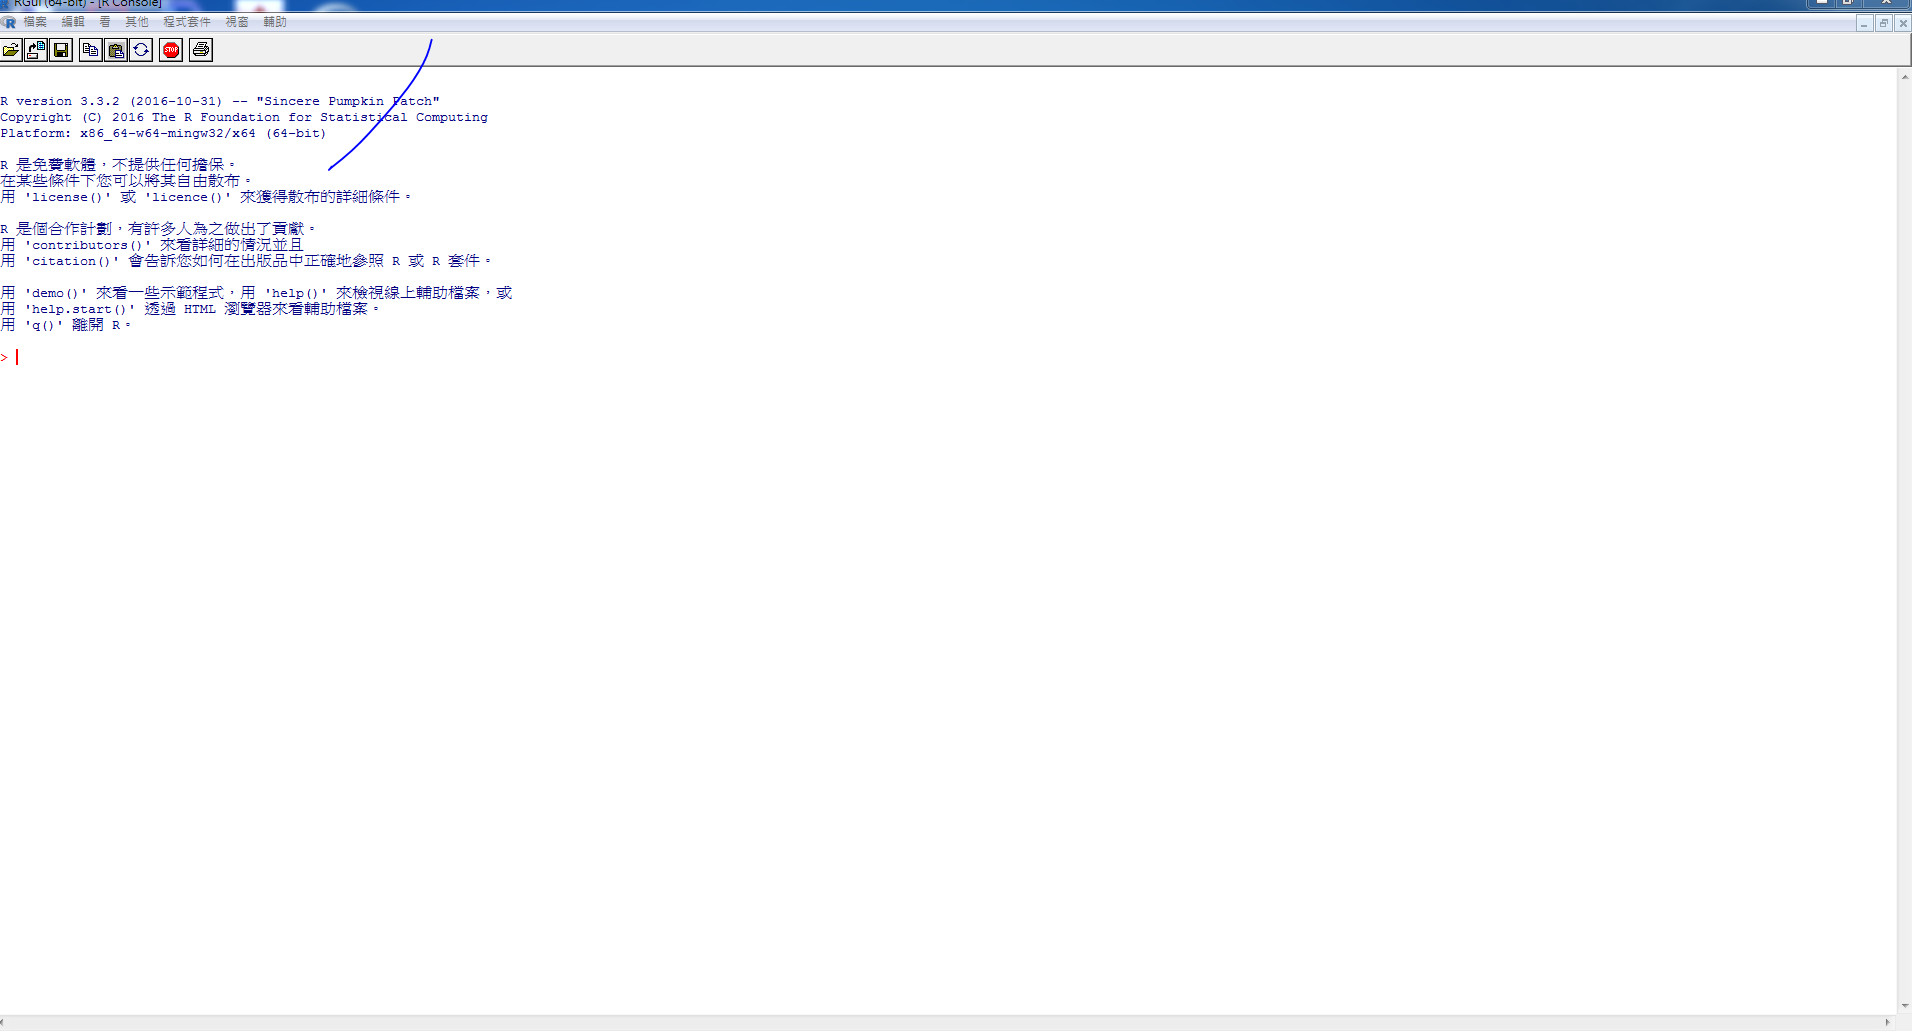 RGui (64-bit) - [R Console]
檔案 編輯 看 其他 程式套件 視窗 輔助
STOP
R version 3.3.2 (2016-10-31) -- "Sincere Pumpkin Patch"
Copyright (C) 2016 The R Foundation for Statistical Computing
Platform: x86_64-w64-mingw32/x64 (64-bit)
R 是免費軟體，不提供任何擔保。
在某些條件下您可以將其自由散布。
用 'license()' 或 'licence()' 來獲得散布的詳細條件。
R 是個合作計劃，有許多人為之做出了貢獻。
用 'contributors()' 來看詳細的情況並且
用 'citation()' 會告訴您如何在出版品中正確地參照 R 或 R 套件。
用 'demo()' 來看一些示範程式，用 'help()' 來檢視線上輔助檔案，或
用 'help.start()' 透過 HTML 瀏覽器來看輔助檔案。
用 'q()' 離開 R。
>